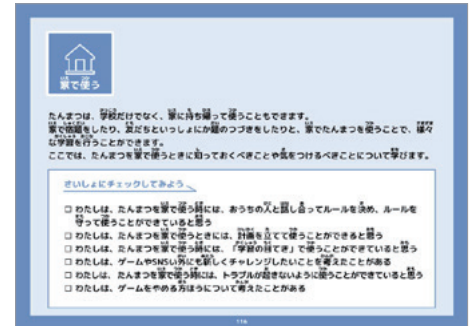 家で使う
たんまつは、学校だけでなく、家に持ち帰って使うこともできます。
家で宿題をしたり、友だちといっしょにか題のつづきをしたりと、家でたんまつを使うことで、様々
な学習を行うことができます。
ここでは、たんまつを家で使うときに知っておくべきことや気をつけるべきことについて学びます。
さいしょにチェックしてみよう
□ わたしは、たんまつを家で使う時には、おうちの人と話し合ってルールを決め、ルールを
守って使うことができていると思う
□ わたしは、たんまつを家で使うときには、計画を立てて使うことができると思う
□ わたしは、たんまつを家で使う時には、「学習の技てき」で使うことができていると思う
□ わたしは、ゲームやSNSい外にも新しくチャレンジしたいことを考えたことがある
□ わたしは、たんまつを家で使う時には、トラブルが起きないように使うことができていると思う
□ わたしは、ゲームをやめる方ほうについて考えたことがある
116